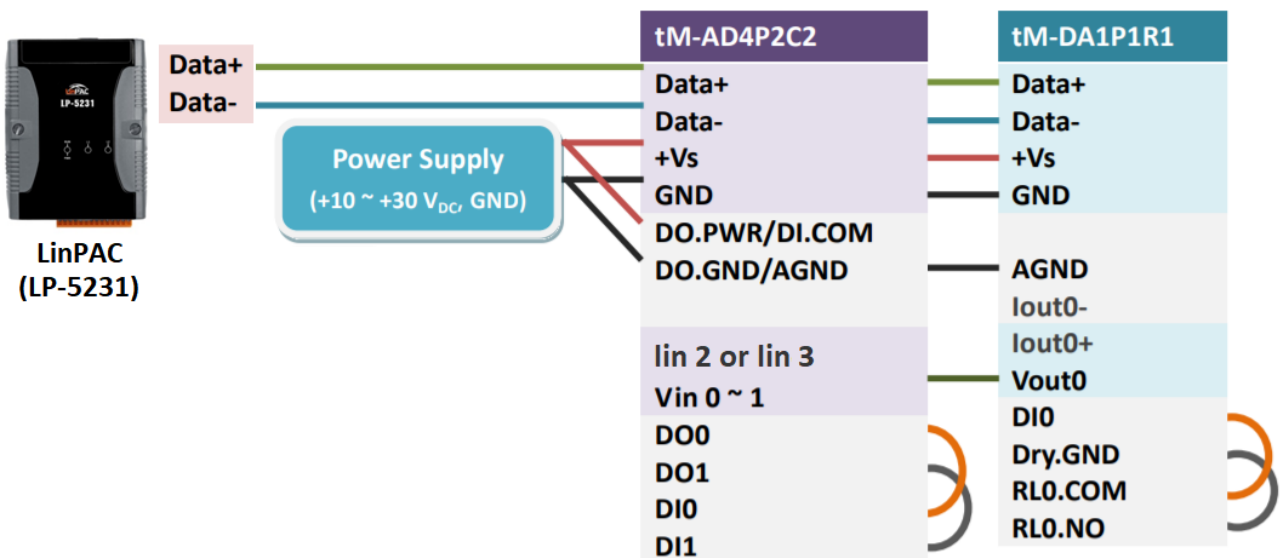 LinPAC
LP-5231
LinPAC
(LP-5231)
Data+
Data-
Power Supply
(+10 ~ +30 VDC, GND)
tM-AD4P2C2
Data+
Data-
+Vs
GND
DO.PWR/DI.COM
DO.GND/AGND
Iin 2 or Iin 3
Vin 0 ~ 1
DO0
DO1
DI0
DI1
tM-DA1P1R1
Data+
Data-
+Vs
GND
AGND
Iout0-
Iout0+
Vout0
DI0
Dry.GND
RL0.COM
RL0.NO